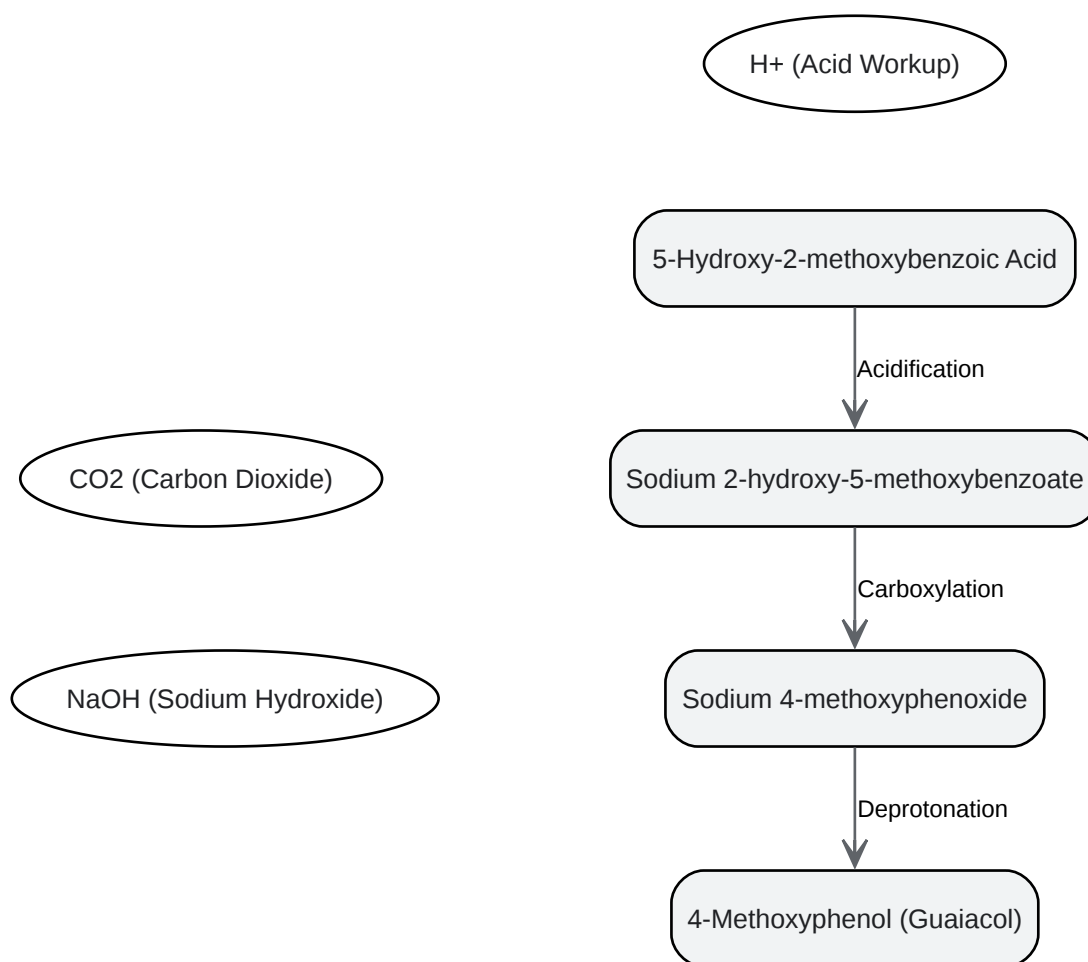 H+ (Acid Workup)
5-Hydroxy-2-methoxybenzoic Acid
Acidification
CO2 (Carbon Dioxide)
Sodium 2-hydroxy-5-methoxybenzoate
Carboxylation
NaOH (Sodium Hydroxide)
Sodium 4-methoxyphenoxide
Deprotonation
4-Methoxyphenol (Guaiacol)